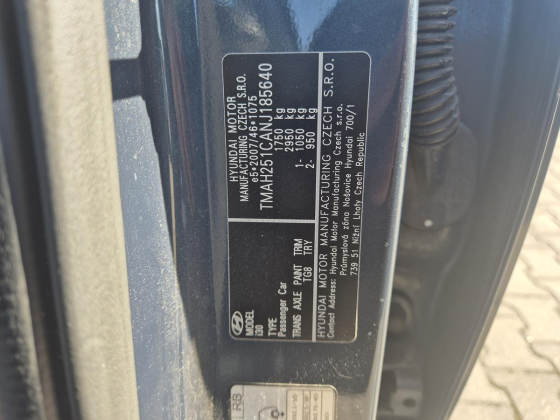 HYUNDAI MOTOR
MANUFACTURING CZECH S.R.O.
e5*2007/46*1075
TMAH251CANJ185640
1750 kg
2950 kg
1- 1050 kg
2- 950 kg
MODEL
i30
TYPE
Passenger Car
TRANS AXLE PAINT TRIM
TG8 TRY
HYUNDAI MOTOR MANUFACTURING CZECH S.R.O.
Contact Address: Hyundai Motor Manufacturing Czech s.r.o.
Průmyslová zóna Nošovice Hyundai 700/1
739 51 Nižní Lhoty Czech Republic